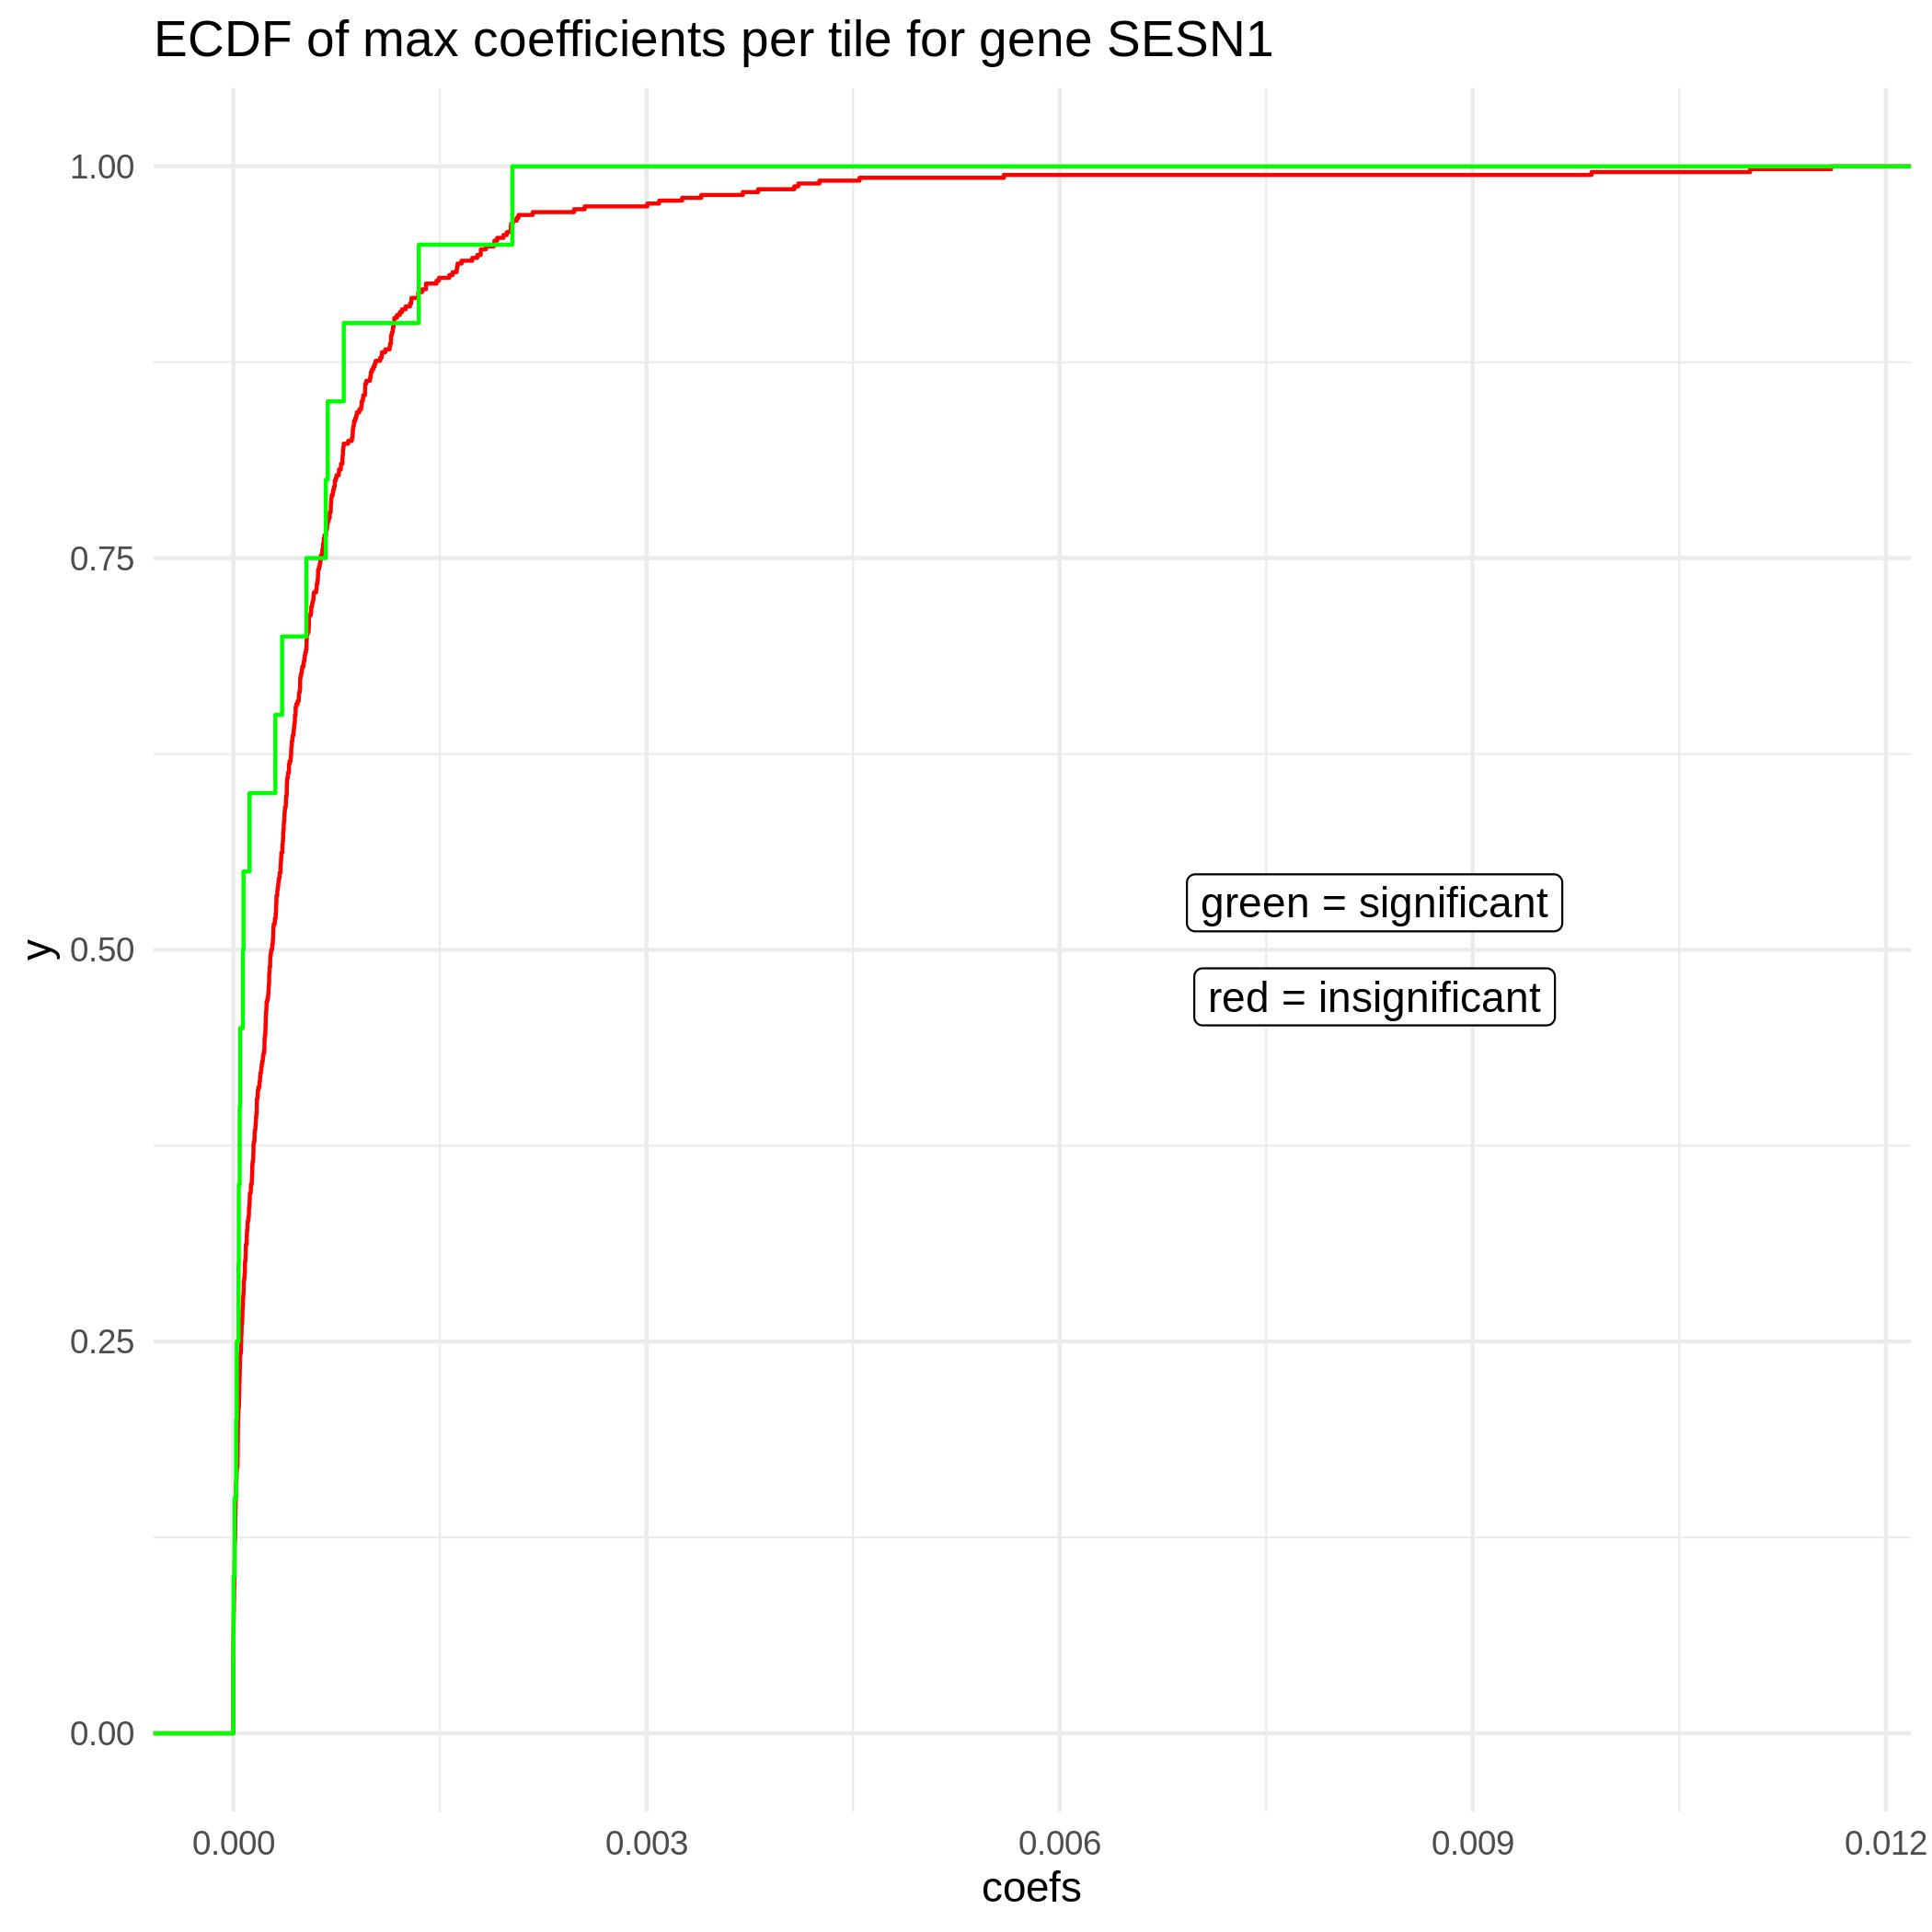 ECDF of max coefficients per tile for gene SESN1
1.00
0.75
0.50
0.25
0.00
y
green = significant
red = insignificant
0.000 0.003 0.006 0.009 0.012
coefs